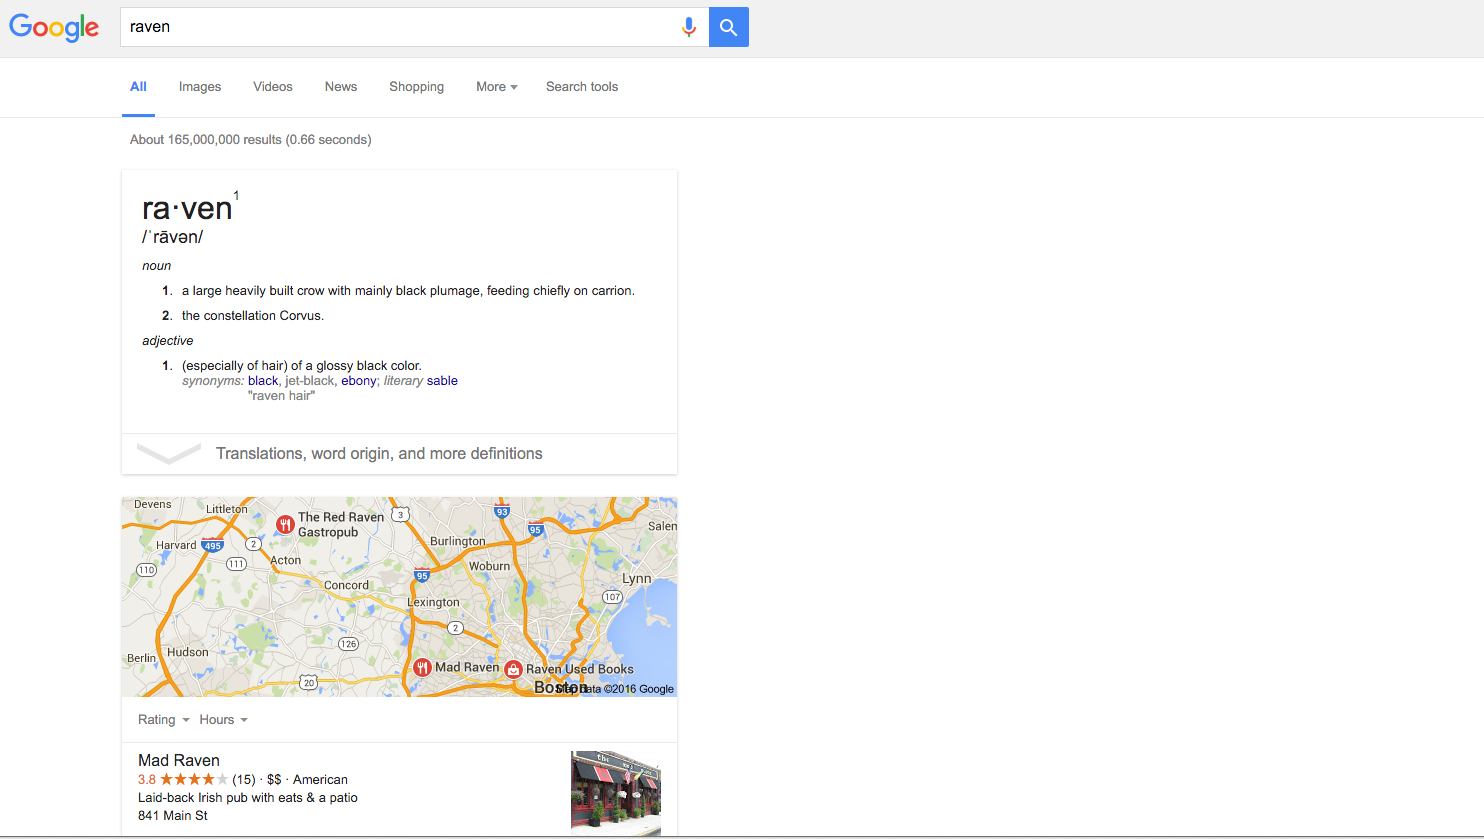 Google
raven
All Images Videos News Shopping More Search tools
About 165,000,000 results (0.66 seconds)
ra·ven1
/ˈrāvən/
noun
1. a large heavily built crow with mainly black plumage, feeding chiefly on carrion.
2. the constellation Corvus.
adjective
1. (especially of hair) of a glossy black color.
synonyms: black, jet-black, ebony; literary sable
"raven hair"
Translations, word origin, and more definitions
Devens
Littleton
The Red Raven
Gastropub
3
93
95
Salem
Harvard
495
2
Burlington
111
Acton
110
95
Woburn
Concord
Lynn
Lexington
107
2
126
Berlin
Hudson
Mad Raven
Raven Used Books
20
Boston
Map data ©2016 Google
Rating Hours
Mad Raven
3.8 (15) · $$ · American
Laid-back Irish pub with eats & a patio
841 Main St